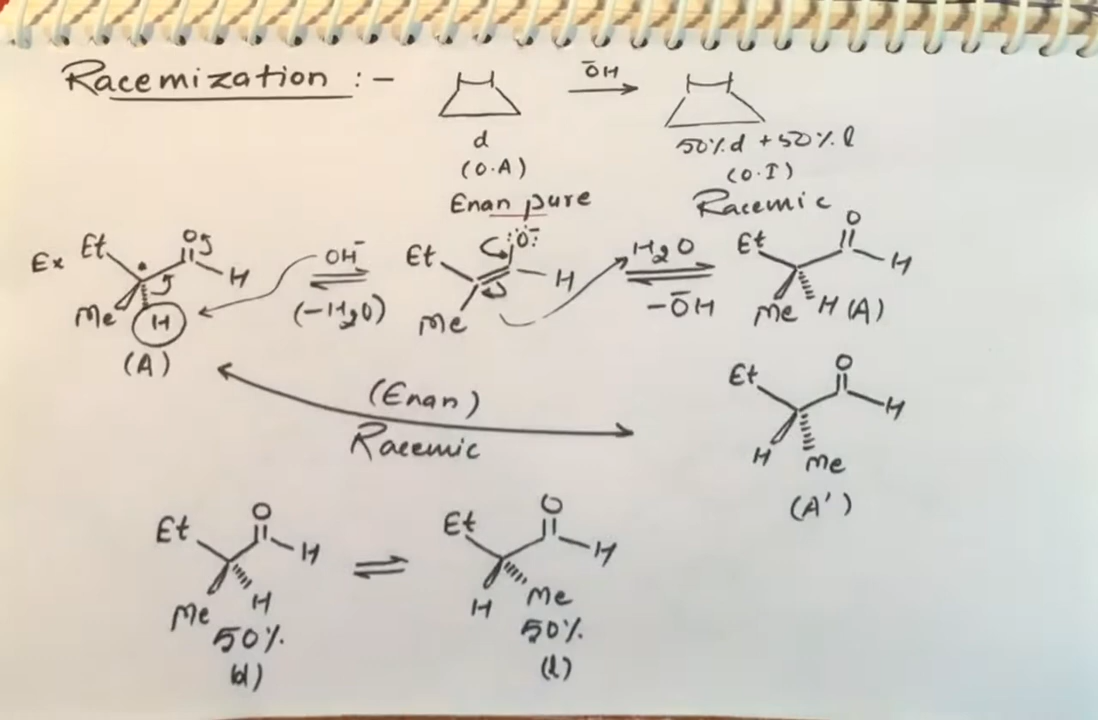 Racemization :-
ŌH
d
50%d + 50%l
(O.A)
(O.I)
Enan pure
Racemic
Ex Et O H
OH⁻
Et :Ö:⁻ H
H₂O
Et O H
Me H
(-H₂O)
Me
-ŌH
Me H (A)
(A)
(Enan)
Racemic
Et O H
H Me
(A')
Et O H
Et O H
Me H
H Me
50%
50%
(d)
(l)